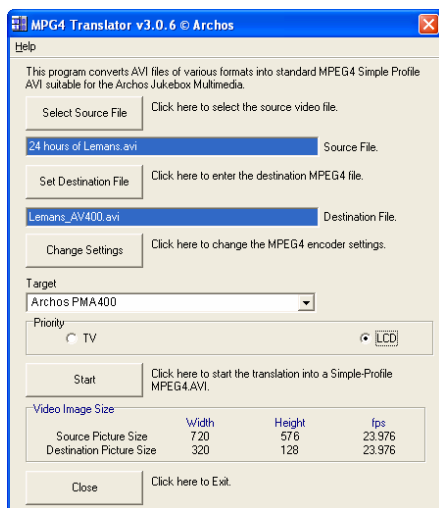 MPG4 Translator v3.0.6 © Archos
Help
This program converts AVI files of various formats into standard MPEG4 Simple Profile
AVI suitable for the Archos Jukebox Multimedia.
Select Source File Click here to select the source video file.
24 hours of Lemans.avi Source File.
Set Destination File Click here to enter the destination MPEG4 file.
Lemans_AV400.avi Destination File.
Change Settings Click here to change the MPEG4 encoder settings.
Target
Archos PMA400
Priority
TV LCD
Start Click here to start the translation into a Simple-Profile
MPEG4.AVI.
Video Image Size
Width Height fps
Source Picture Size 720 576 23.976
Destination Picture Size 320 128 23.976
Close Click here to Exit.